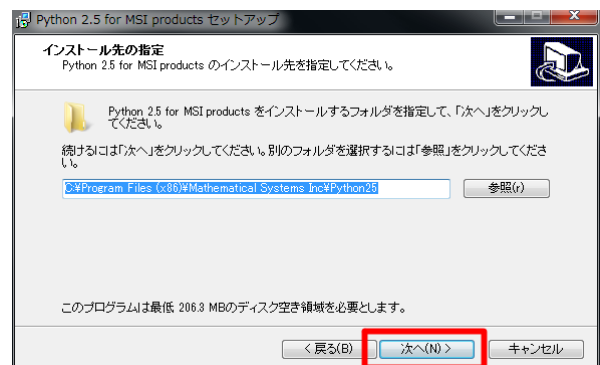 Python 2.5 for MSI products セットアップ
インストール先の指定
Python 2.5 for MSI products のインストール先を指定してください。
Python 2.5 for MSI products をインストールするフォルダを指定して、「次へ」をクリックし
てください。
続けるには「次へ」をクリックしてください。別のフォルダを選択するには「参照」をクリックしてくださ
い。
C:¥Program Files (x86)¥Mathematical Systems Inc¥Python25
参照(r)
このプログラムは最低 206.3 MBのディスク空き領域を必要とします。
< 戻る(B)
次へ(N) >
キャンセル